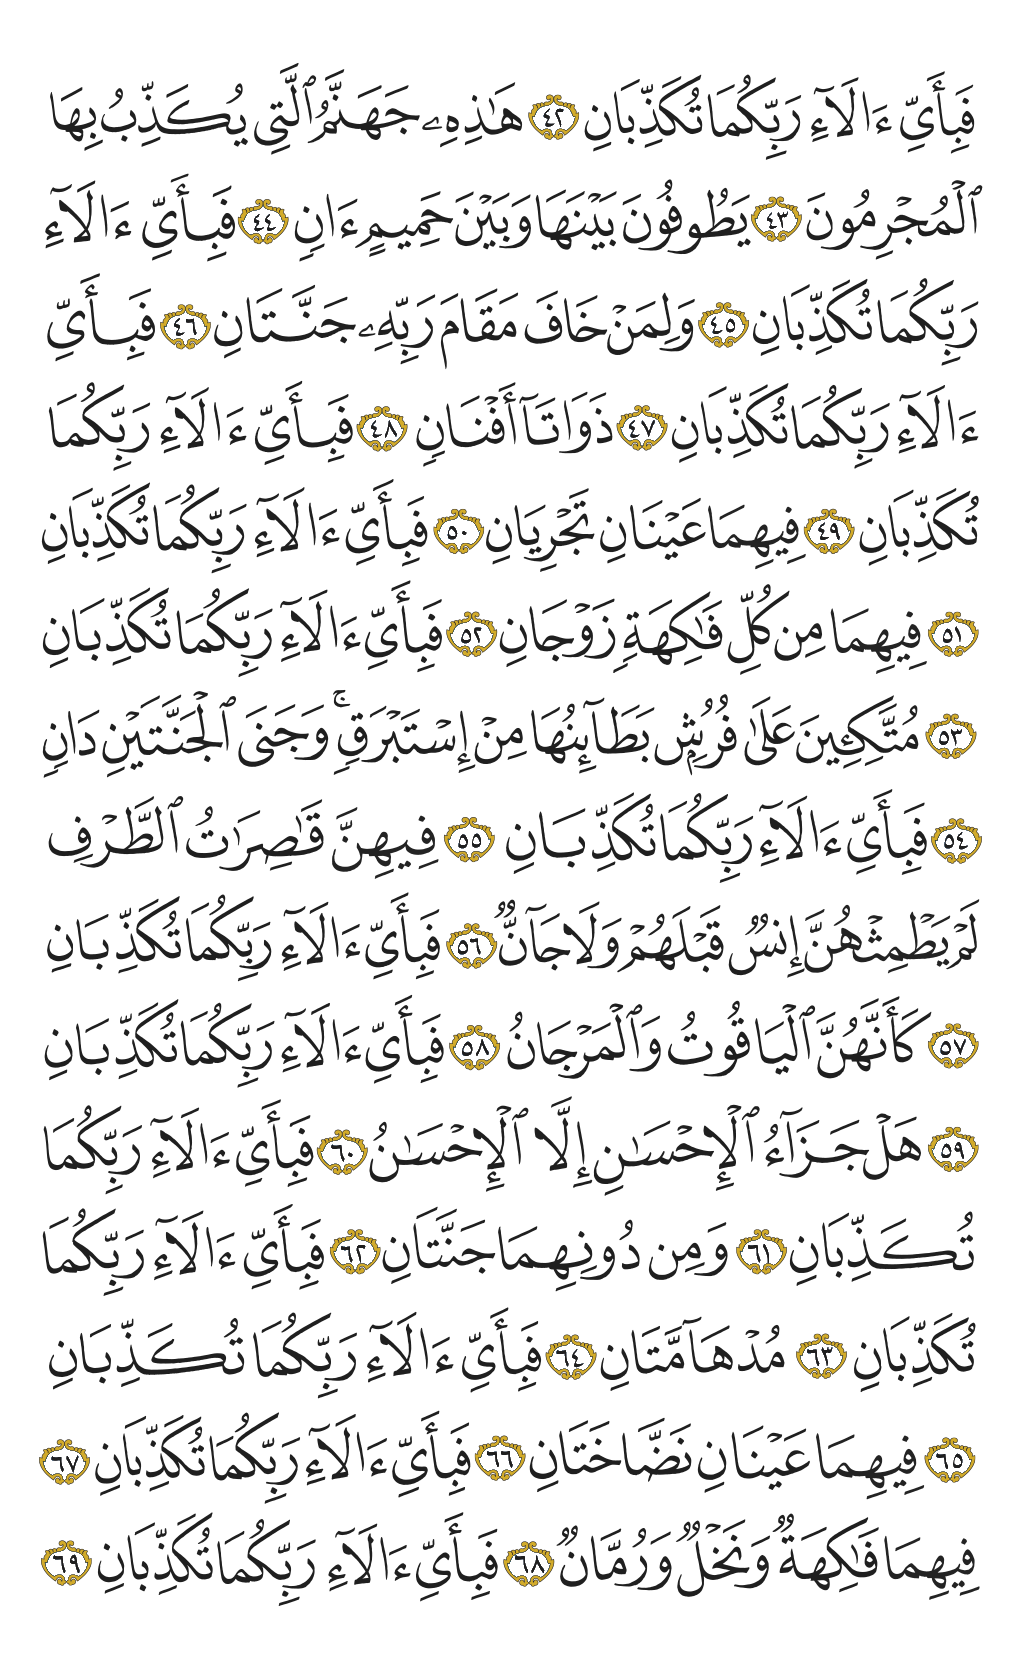 فَبِأَيِّ ءَالَآءِ رَبِّكُمَا تُكَذِّبَانِ ٤٢ هَٰذِهِۦ جَهَنَّمُ ٱلَّتِي يُكَذِّبُ بِهَا
ٱلْمُجْرِمُونَ ٤٣ يَطُوفُونَ بَيْنَهَا وَبَيْنَ حَمِيمٍ ءَانٍ ٤٤ فَبِأَيِّ ءَالَآءِ
رَبِّكُمَا تُكَذِّبَانِ ٤٥ وَلِمَنْ خَافَ مَقَامَ رَبِّهِۦ جَنَّتَانِ ٤٦ فَبِأَيِّ
ءَالَآءِ رَبِّكُمَا تُكَذِّبَانِ ٤٧ ذَوَاتَآ أَفْنَانٍ ٤٨ فَبِأَيِّ ءَالَآءِ رَبِّكُمَا
تُكَذِّبَانِ ٤٩ فِيهِمَا عَيْنَانِ تَجْرِيَانِ ٥٠ فَبِأَيِّ ءَالَآءِ رَبِّكُمَا تُكَذِّبَانِ
٥١ فِيهِمَا مِن كُلِّ فَٰكِهَةٍ زَوْجَانِ ٥٢ فَبِأَيِّ ءَالَآءِ رَبِّكُمَا تُكَذِّبَانِ
٥٣ مُتَّكِـِٔينَ عَلَىٰ فُرُشٍۭ بَطَآئِنُهَا مِنْ إِسْتَبْرَقٍ ۚ وَجَنَى ٱلْجَنَّتَيْنِ دَانٍ
٥٤ فَبِأَيِّ ءَالَآءِ رَبِّكُمَا تُكَذِّبَانِ ٥٥ فِيهِنَّ قَٰصِرَٰتُ ٱلطَّرْفِ
لَمْ يَطْمِثْهُنَّ إِنسٌ قَبْلَهُمْ وَلَا جَآنٌّ ٥٦ فَبِأَيِّ ءَالَآءِ رَبِّكُمَا تُكَذِّبَانِ
٥٧ كَأَنَّهُنَّ ٱلْيَاقُوتُ وَٱلْمَرْجَانُ ٥٨ فَبِأَيِّ ءَالَآءِ رَبِّكُمَا تُكَذِّبَانِ
٥٩ هَلْ جَزَآءُ ٱلْإِحْسَٰنِ إِلَّا ٱلْإِحْسَٰنُ ٦٠ فَبِأَيِّ ءَالَآءِ رَبِّكُمَا
تُكَذِّبَانِ ٦١ وَمِن دُونِهِمَا جَنَّتَانِ ٦٢ فَبِأَيِّ ءَالَآءِ رَبِّكُمَا
تُكَذِّبَانِ ٦٣ مُدْهَآمَّتَانِ ٦٤ فَبِأَيِّ ءَالَآءِ رَبِّكُمَا تُكَذِّبَانِ
٦٥ فِيهِمَا عَيْنَانِ نَضَّاخَتَانِ ٦٦ فَبِأَيِّ ءَالَآءِ رَبِّكُمَا تُكَذِّبَانِ ٦٧
فِيهِمَا فَٰكِهَةٌ وَنَخْلٌ وَرُمَّانٌ ٦٨ فَبِأَيِّ ءَالَآءِ رَبِّكُمَا تُكَذِّبَانِ ٦٩